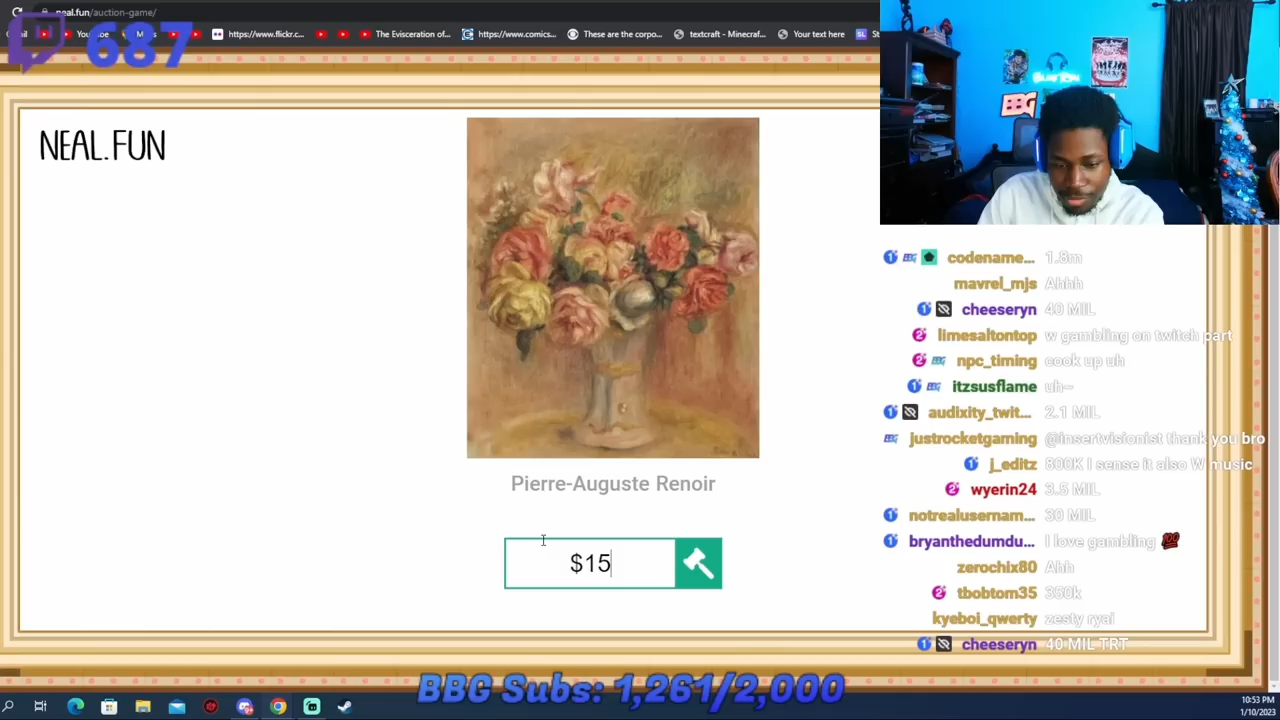 neal.fun/auction-game/
687
https://www.flickr.c...
The Evisceration of...
https://www.comics...
These are the corpo...
textcraft - Minecraf...
Your text here
SL
NEAL.FUN
BBG
Pierre-Auguste Renoir
$15
codename... 1.8m
mavrel_mjs Ahhh
cheeseryn 40 MIL
limesaltontop w gambling on twitch part
npc_timing cook up uh
itzsusflame uh--
audixity_twit... 2.1 MIL
justrocketgaming @insertvisionist thank you bro
j_editz 800K I sense it also W music
wyerin24 3.5 MIL
notrealusernam... 30 MIL
bryanthedumdu... I love gambling 💯
zerochix80 Ahh
tbobtom35 350k
kyeboi_qwerty zesty ryai
cheeseryn 40 MIL TRT
BBG Subs: 1,261/2,000
10:53 PM
1/10/2023